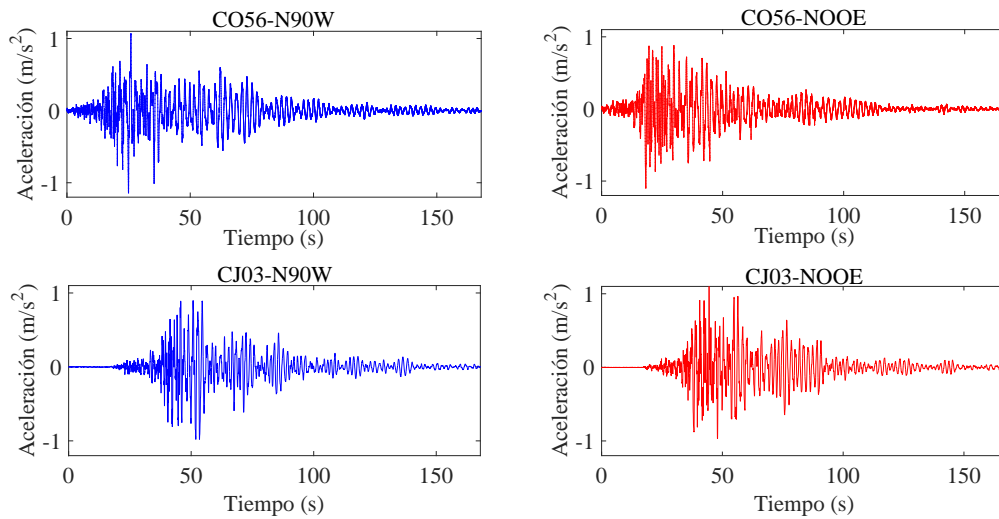 CO56-N90W
Aceleración (m/s²)
1
0
-1
0 50 100 150
Tiempo (s)
CO56-NOOE
Aceleración (m/s²)
1
0
-1
0 50 100 150
Tiempo (s)
CJ03-N90W
Aceleración (m/s²)
1
0
-1
0 50 100 150
Tiempo (s)
CJ03-NOOE
Aceleración (m/s²)
1
0
-1
0 50 100 150
Tiempo (s)